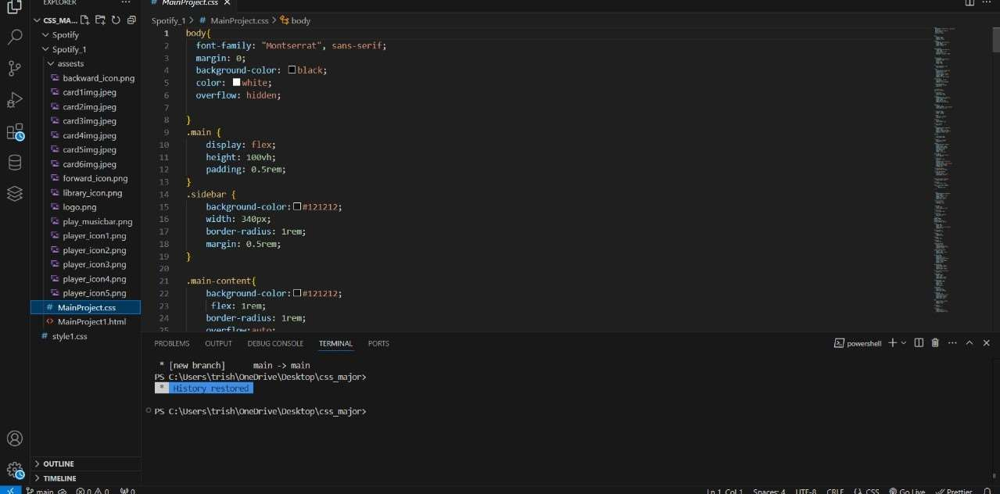 EXPLORER
MainProject.css
CSS_MA...
Spotify_1 > MainProject.css > body
Spotify
Spotify_1
assests
backward_icon.png
card1img.jpeg
card2img.jpeg
card3img.jpeg
card4img.jpeg
card5img.jpeg
card6img.jpeg
forward_icon.png
library_icon.png
logo.png
play_musicbar.png
player_icon1.png
player_icon2.png
player_icon3.png
player_icon4.png
player_icon5.png
MainProject.css
MainProject1.html
style1.css
1 body{
2 font-family: "Montserrat", sans-serif;
3 margin: 0;
4 background-color: black;
5 color: white;
6 overflow: hidden;
7
8 }
9 .main {
10 display: flex;
11 height: 100vh;
12 padding: 0.5rem;
13 }
14 .sidebar {
15 background-color: #121212;
16 width: 340px;
17 border-radius: 1rem;
18 margin: 0.5rem;
19 }
20
21 .main-content{
22 background-color: #121212;
23 flex: 1rem;
24 border-radius: 1rem;
25 overflow:auto;
PROBLEMS OUTPUT DEBUG CONSOLE TERMINAL PORTS powershell
* [new branch] main -> main
PS C:\Users\trish\OneDrive\Desktop\css_major>
* History restored
PS C:\Users\trish\OneDrive\Desktop\css_major>
OUTLINE
TIMELINE
main 0 0 0 Ln 1, Col 1 Spaces: 4 UTF-8 CRLF {} CSS Go Live Prettier